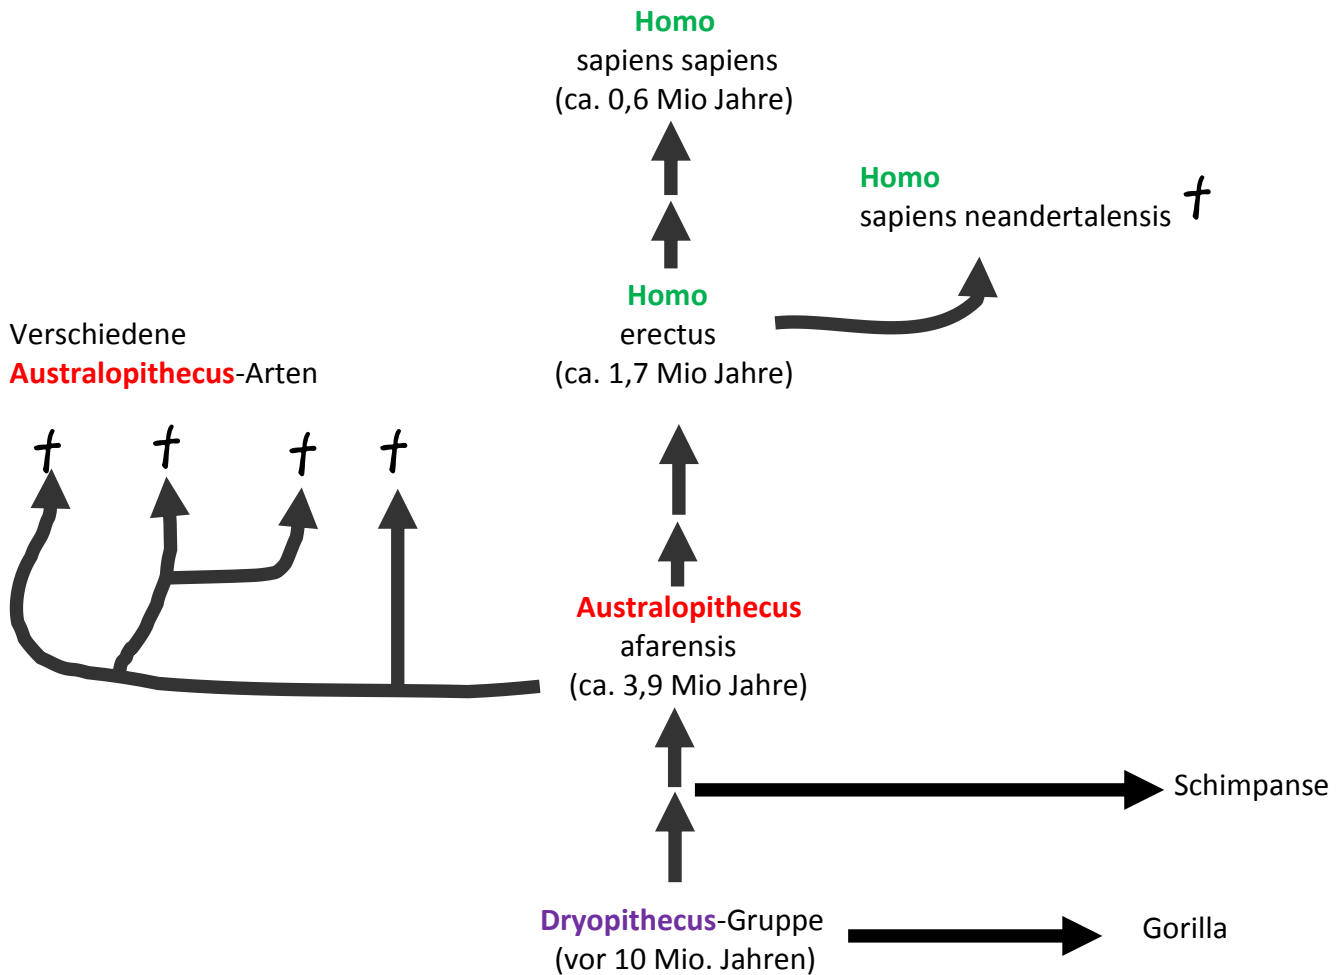 Homo
sapiens sapiens
(ca. 0,6 Mio Jahre)
Homo
sapiens neandertalensis
Homo
erectus
(ca. 1,7 Mio Jahre)
Verschiedene
Australopithecus-Arten
Australopithecus
afarensis
(ca. 3,9 Mio Jahre)
Schimpanse
Dryopithecus-Gruppe
(vor 10 Mio. Jahren)
Gorilla